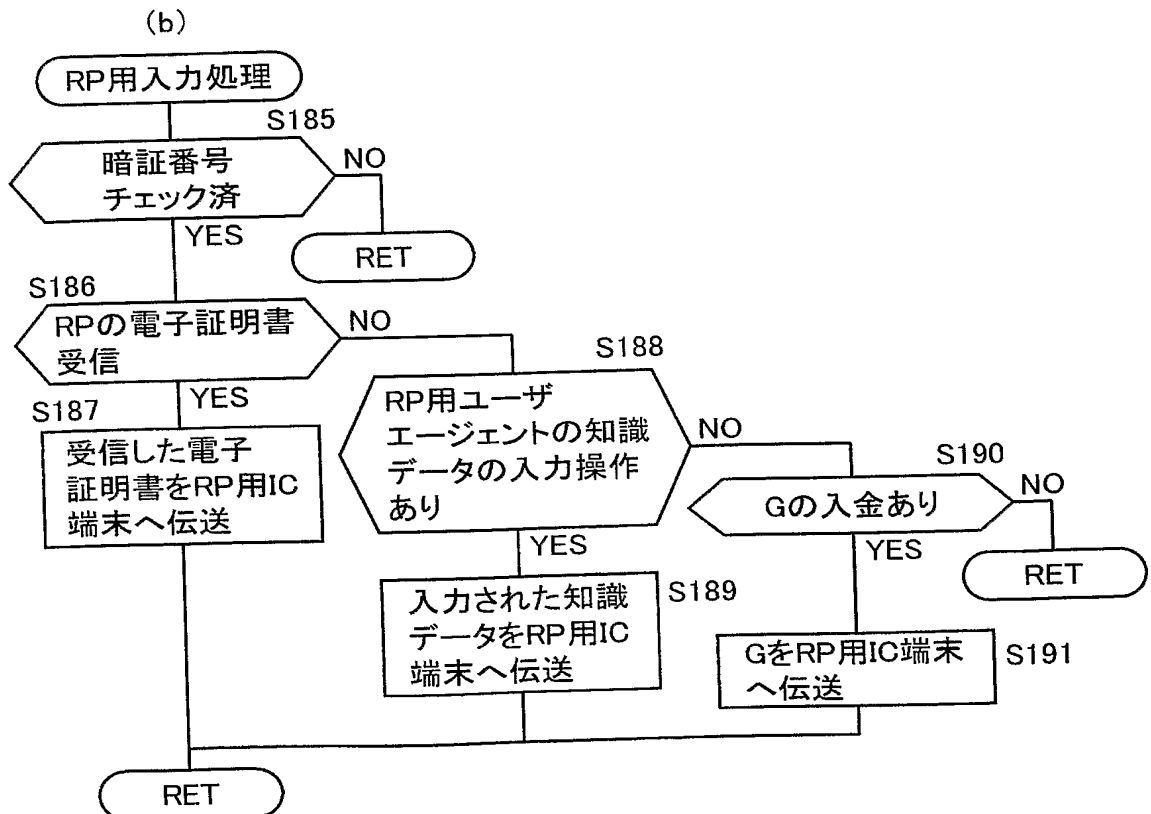 (b)
RP用入力処理
S185
暗証番号
チェック済
NO
YES
RET
S186
RPの電子証明書
受信
NO
YES
S187
受信した電子
証明書をRP用IC
端末へ伝送
S188
RP用ユーザ
エージェントの知識
データの入力操作
あり
NO
YES
S189
入力された知識
データをRP用IC
端末へ伝送
S190
Gの入金あり
NO
YES
RET
S191
GをRP用IC端末
へ伝送
RET